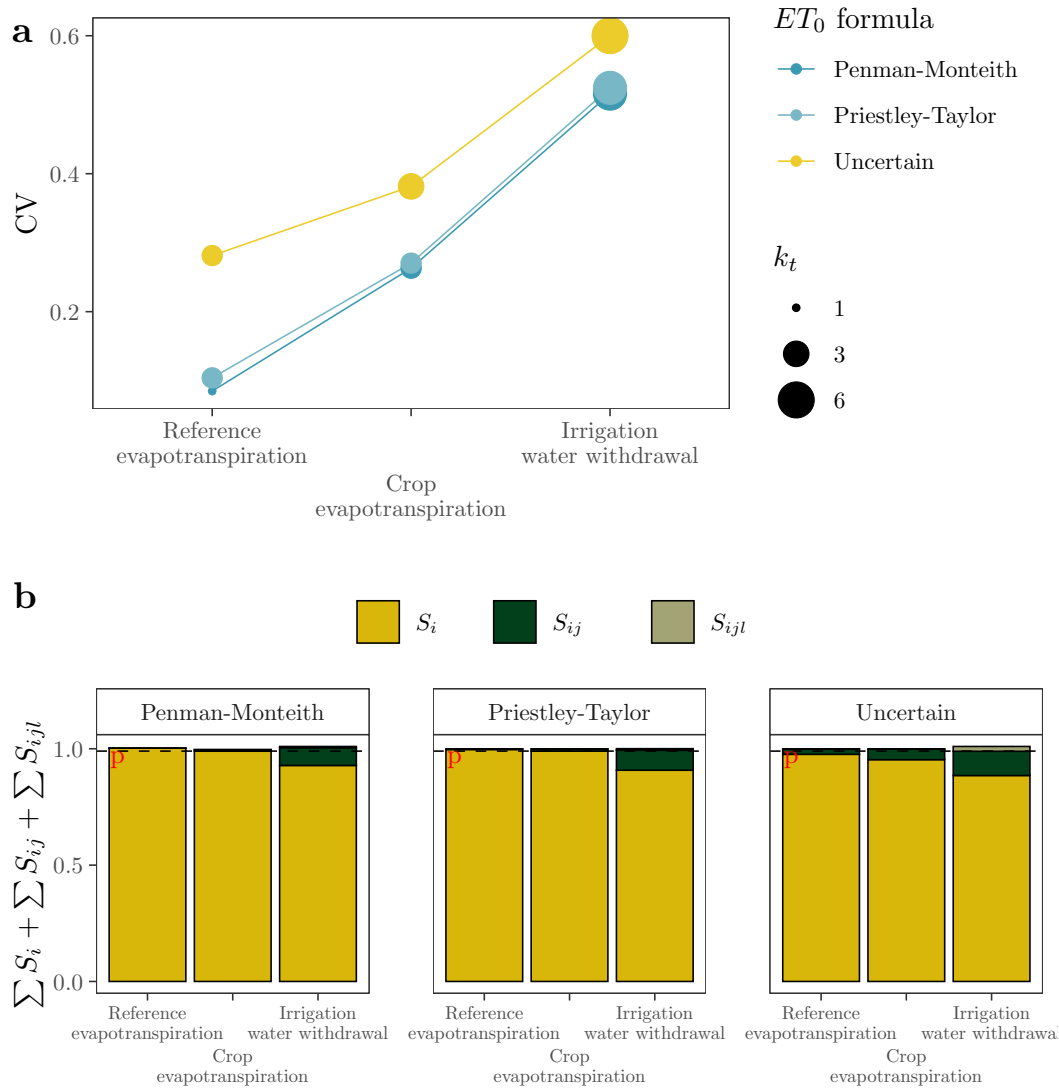 a
CV
0.6
0.4
0.2
Reference
evapotranspiration
Crop
evapotranspiration
Irrigation
water withdrawal
ET₀ formula
Penman-Monteith
Priestley-Taylor
Uncertain
kₜ
1
3
6
b
Sᵢ
Sᵢⱼ
Sᵢⱼₗ
∑ Sᵢ + ∑ Sᵢⱼ + ∑ Sᵢⱼₗ
1.0
0.5
0.0
Penman-Monteith
p
Reference
evapotranspiration
Crop
evapotranspiration
Irrigation
water withdrawal
Priestley-Taylor
p
Reference
evapotranspiration
Crop
evapotranspiration
Irrigation
water withdrawal
Uncertain
p
Reference
evapotranspiration
Crop
evapotranspiration
Irrigation
water withdrawal